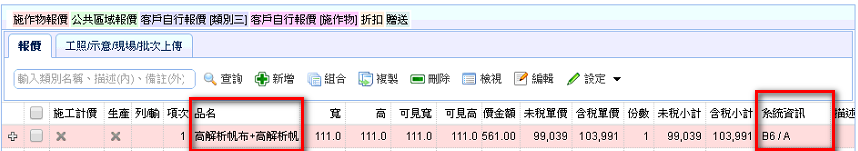 施作物報價 公共區域報價 客戶自行報價 [類別三] 客戶自行報價 [施作物] 折扣 贈送
報價 工照/示意/現場/批次上傳
輸入類別名稱、描述(內)、備註(外) 查詢 新增 組合 複製 刪除 檢視 編輯 設定
施工計價 生產 列/輸 項次 品名 寬 高 可見寬 可見高 價金額 未稅單價 含稅單價 份數 未稅小計 含稅小計 系統資訊 描述
1 高解析帆布+高解析帆 111.0 111.0 111.0 111.0 561.00 99,039 103,991 1 99,039 103,991 B6 / A